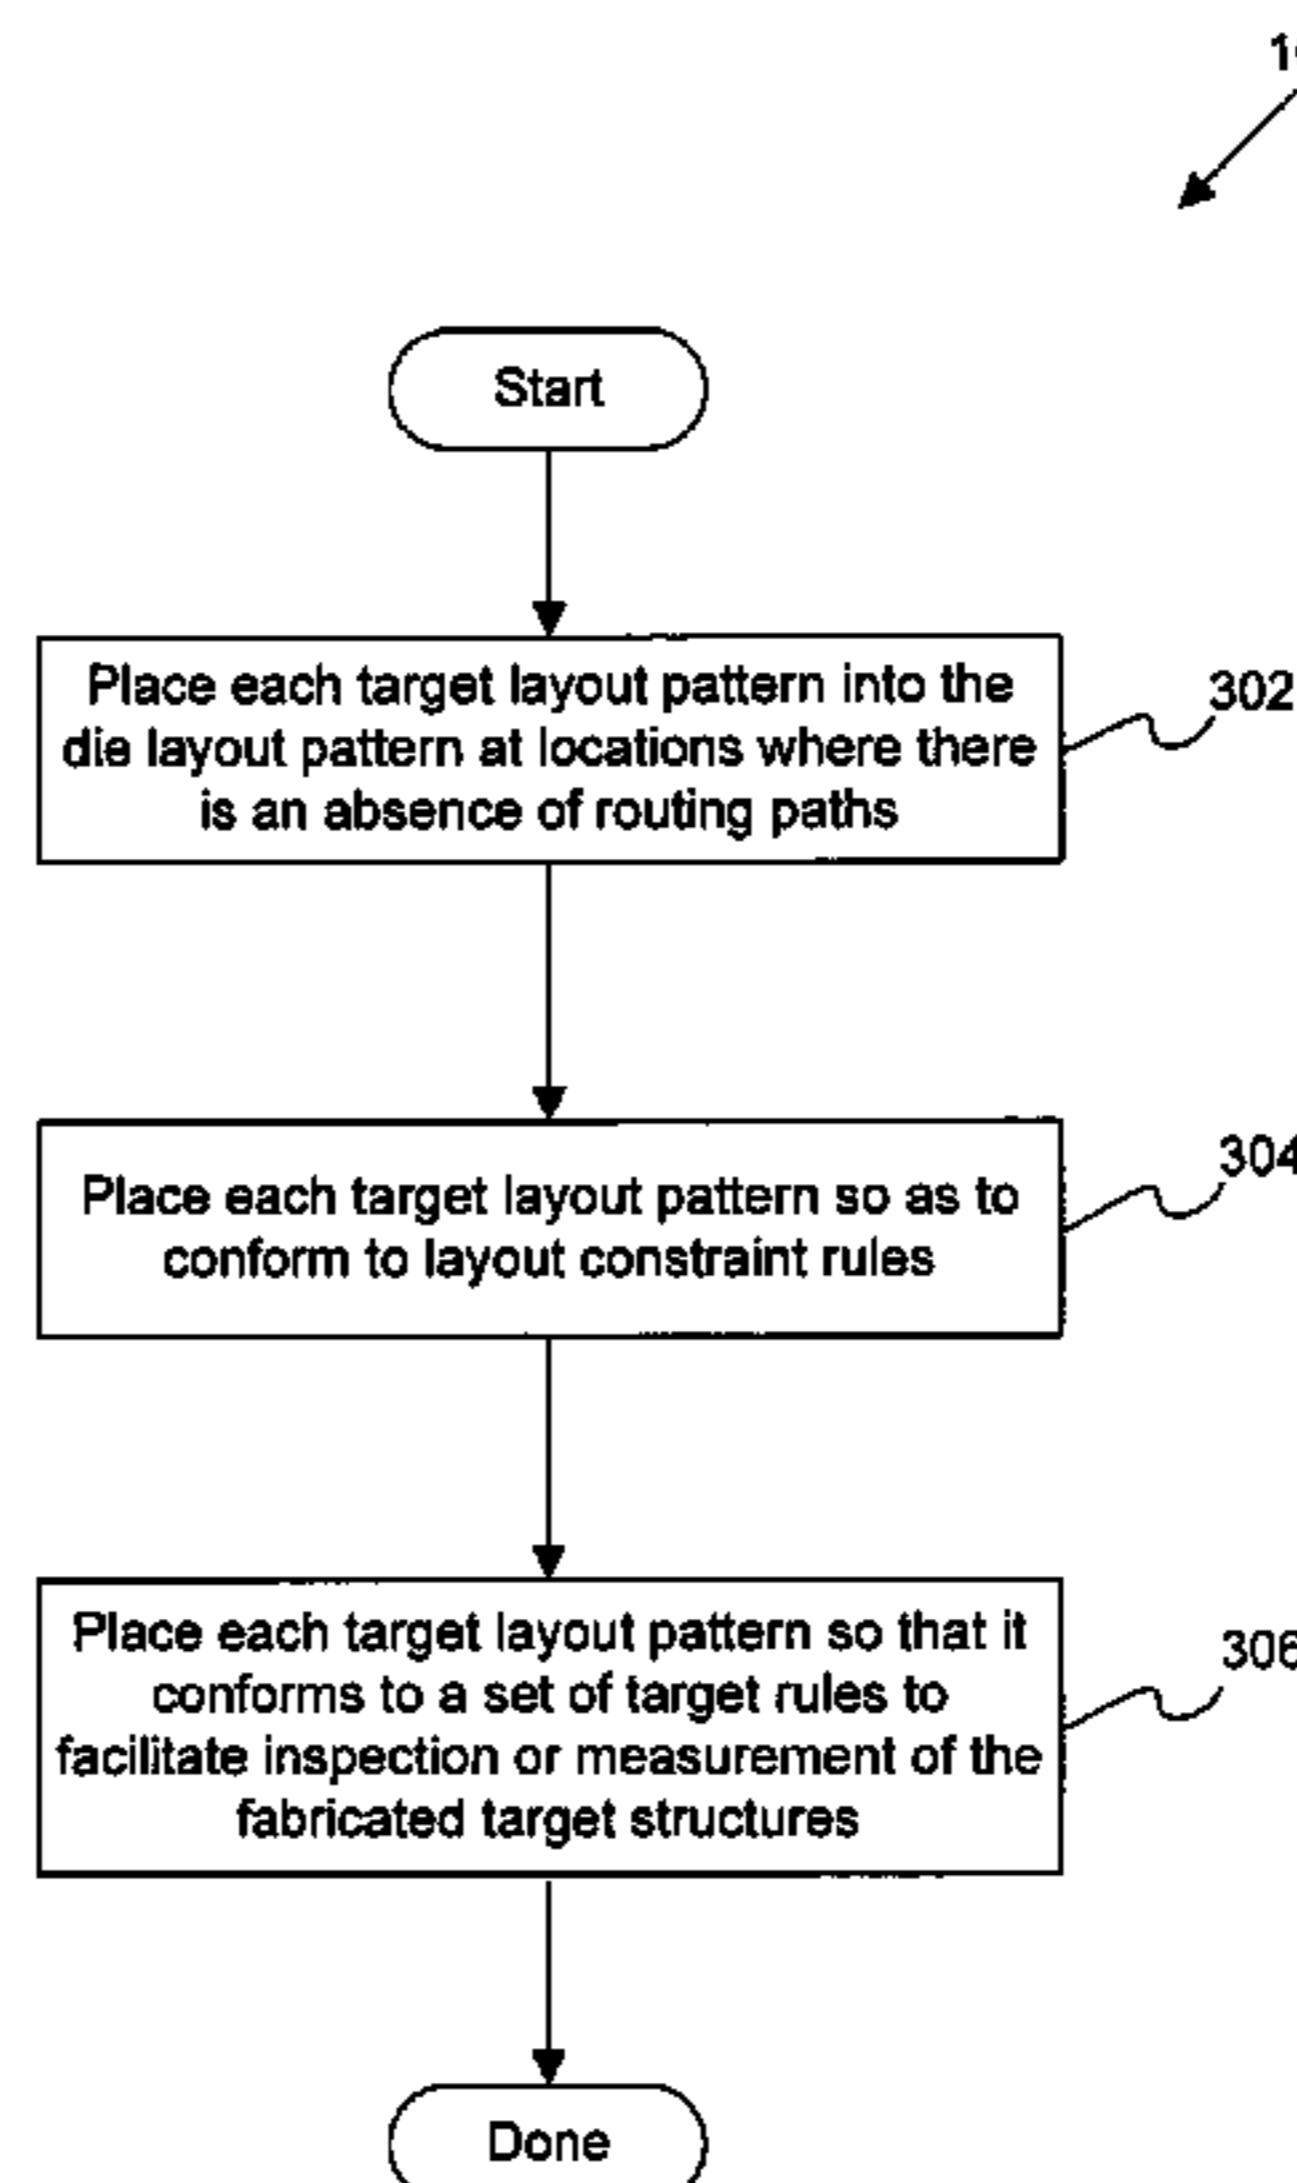 Start
Place each target layout pattern into the
die layout pattern at locations where there
is an absence of routing paths
302
Place each target layout pattern so as to
conform to layout constraint rules
304
Place each target layout pattern so that it
conforms to a set of target rules to
facilitate inspection or measurement of the
fabricated target structures
306
Done